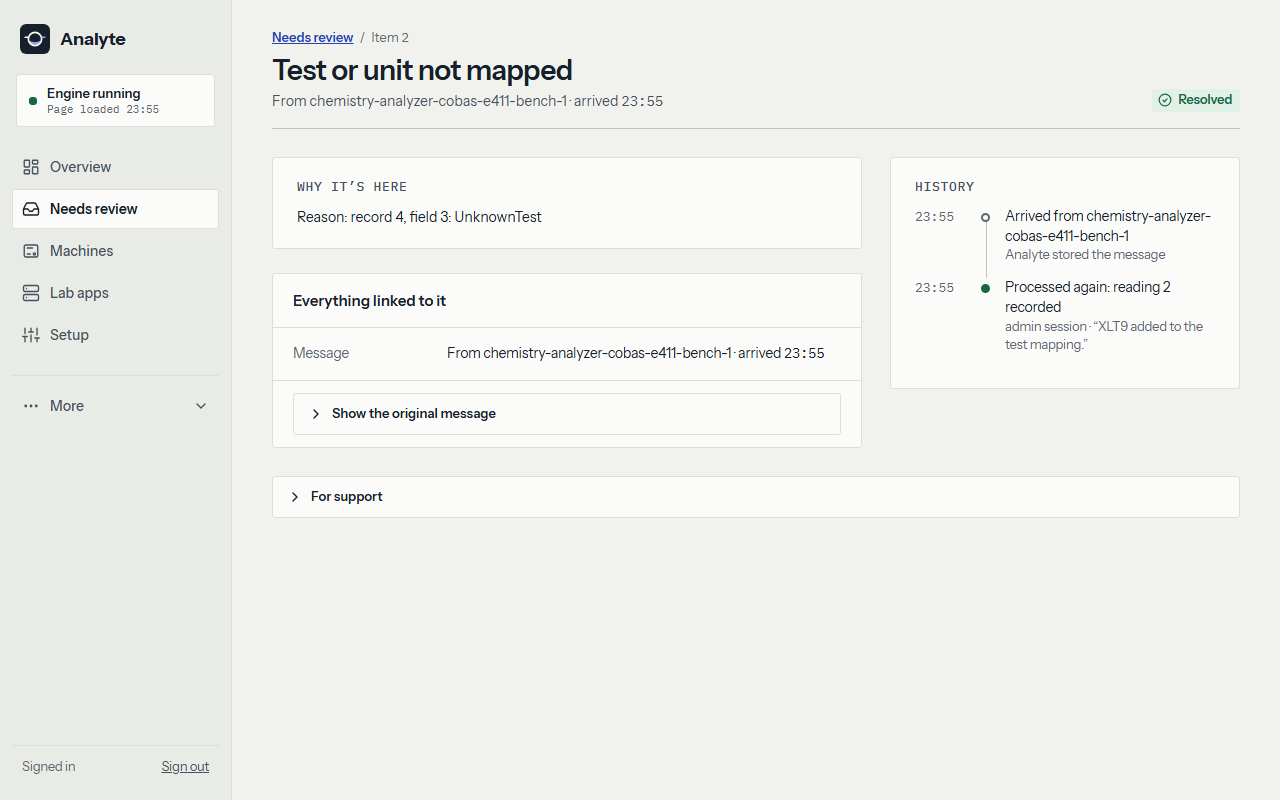 Analyte
Engine running
Page loaded 23:55
Overview
Needs review
Machines
Lab apps
Setup
More
Signed in
Sign out
Needs review / Item 2
Test or unit not mapped
From chemistry-analyzer-cobas-e411-bench-1 · arrived 23:55
Resolved
WHY IT’S HERE
Reason: record 4, field 3: UnknownTest
Everything linked to it
Message
From chemistry-analyzer-cobas-e411-bench-1 · arrived 23:55
Show the original message
HISTORY
23:55
Arrived from chemistry-analyzer-
cobas-e411-bench-1
Analyte stored the message
23:55
Processed again: reading 2
recorded
admin session · “XLT9 added to the
test mapping.”
For support